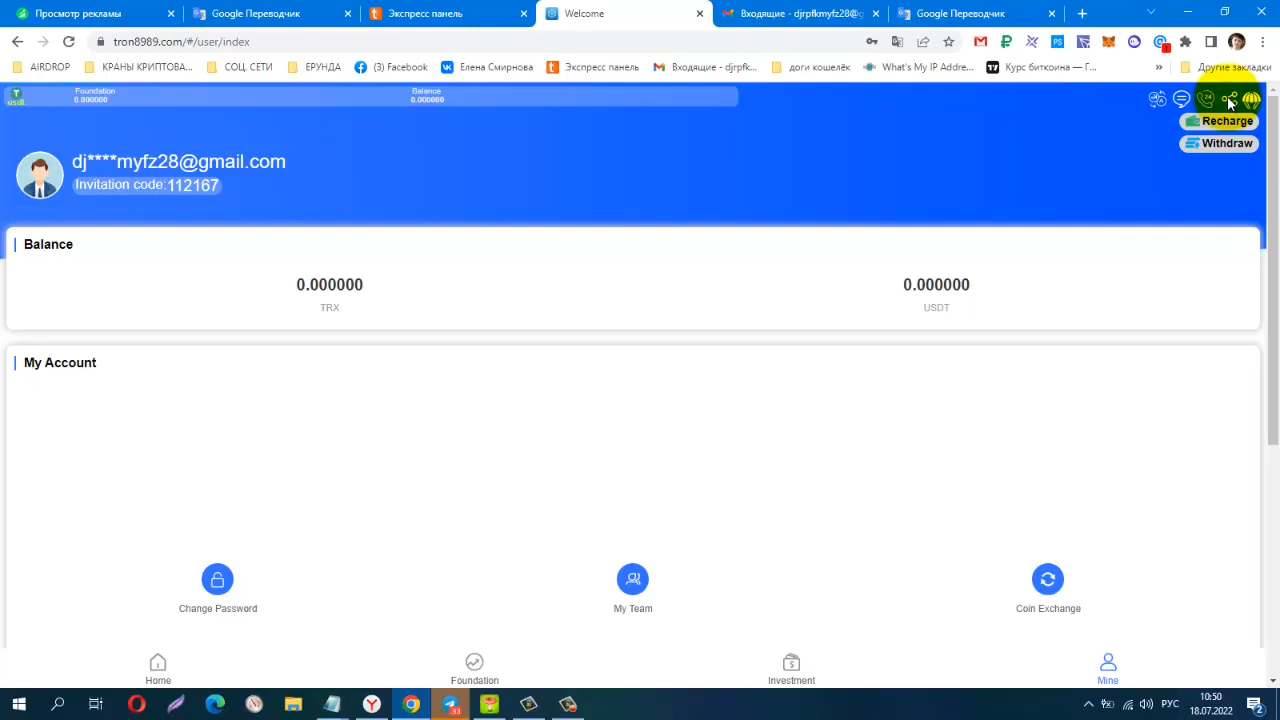 Просмотр рекламы
Google Переводчик
Экспресс панель
Welcome
Входящие - djrpfkmyfz28@g
Google Переводчик
tron8989.com/#/user/index
AIRDROP
КРАНЫ КРИПТОВА...
СОЦ. СЕТИ
ЕРУНДА
(3) Facebook
Елена Смирнова
Экспресс панель
Входящие - djrpfk...
доги кошелёк
What's My IP Addre...
Курс биткоина — Г...
»
Другие закладки
Foundation
0.000000
Balance
0.000000
usdt
24
Recharge
Withdraw
dj****myfz28@gmail.com
Invitation code:112167
Balance
0.000000
TRX
0.000000
USDT
My Account
Change Password
My Team
Coin Exchange
Home
Foundation
Investment
Mine
93
РУС
10:50
18.07.2022
2